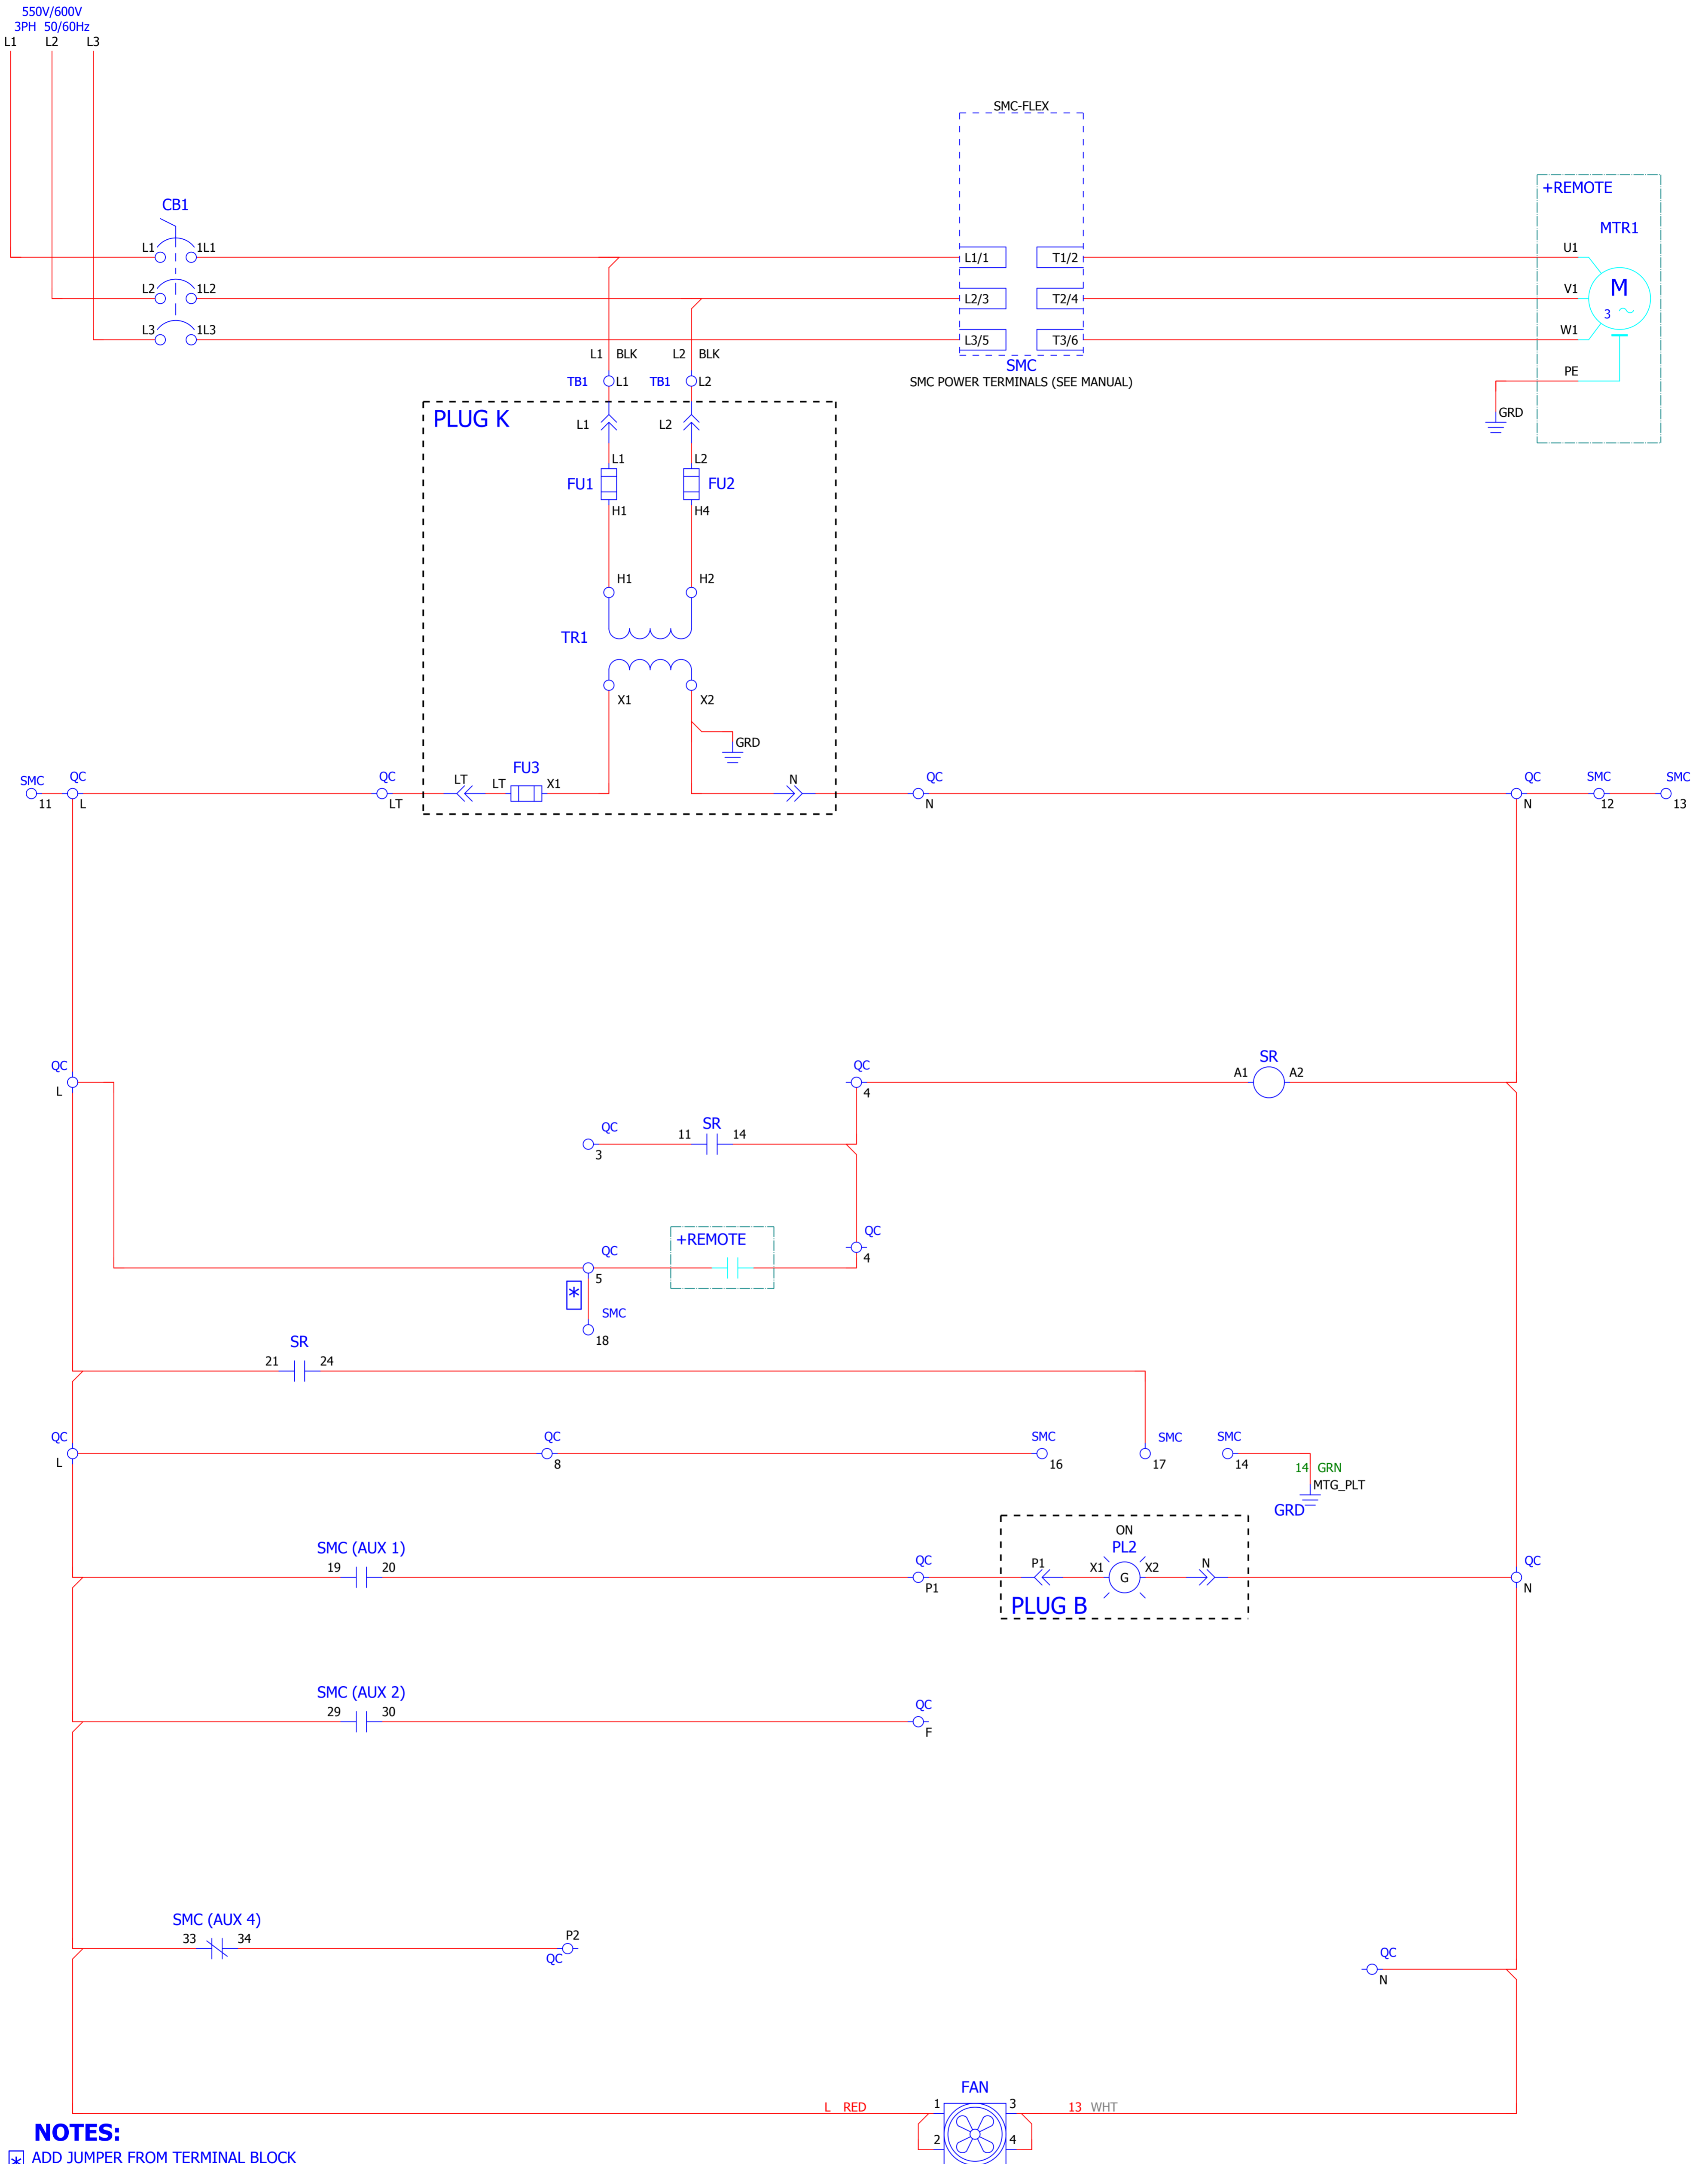 550V/600V
3PH 50/60Hz
L1 L2 L3
SMC-FLEX
+REMOTE
CB1
MTR1
L1 1L1 L1/1 T1/2 U1
L2 1L2 L2/3 T2/4 V1
M
3
L3 1L3 L3/5 T3/6 W1
L1 BLK L2 BLK
SMC
SMC POWER TERMINALS (SEE MANUAL)
PE
TB1 L1 TB1 L2
GRD
PLUG K
L1 L2
L1 L2
FU1 FU2
H1 H4
H1 H2
TR1
X1 X2
GRD
FU3
SMC QC QC LT LT X1 N QC QC SMC SMC
11 L LT N N 12 13
QC QC SR
L 4 A1 A2
QC SR
3 11 14
QC
4
+REMOTE
QC
5
*
SMC
18
SR
21 24
QC QC SMC SMC SMC
L 8 16 17 14
14 GRN
MTG_PLT
GRD
ON
SMC (AUX 1) PL2
19 20 QC P1 X1 G X2 N QC
P1 N
PLUG B
SMC (AUX 2)
29 30 QC
F
SMC (AUX 4)
33 34 P2
QC
QC
N
FAN
L RED 1 3 13 WHT
2 4
NOTES:
* ADD JUMPER FROM TERMINAL BLOCK